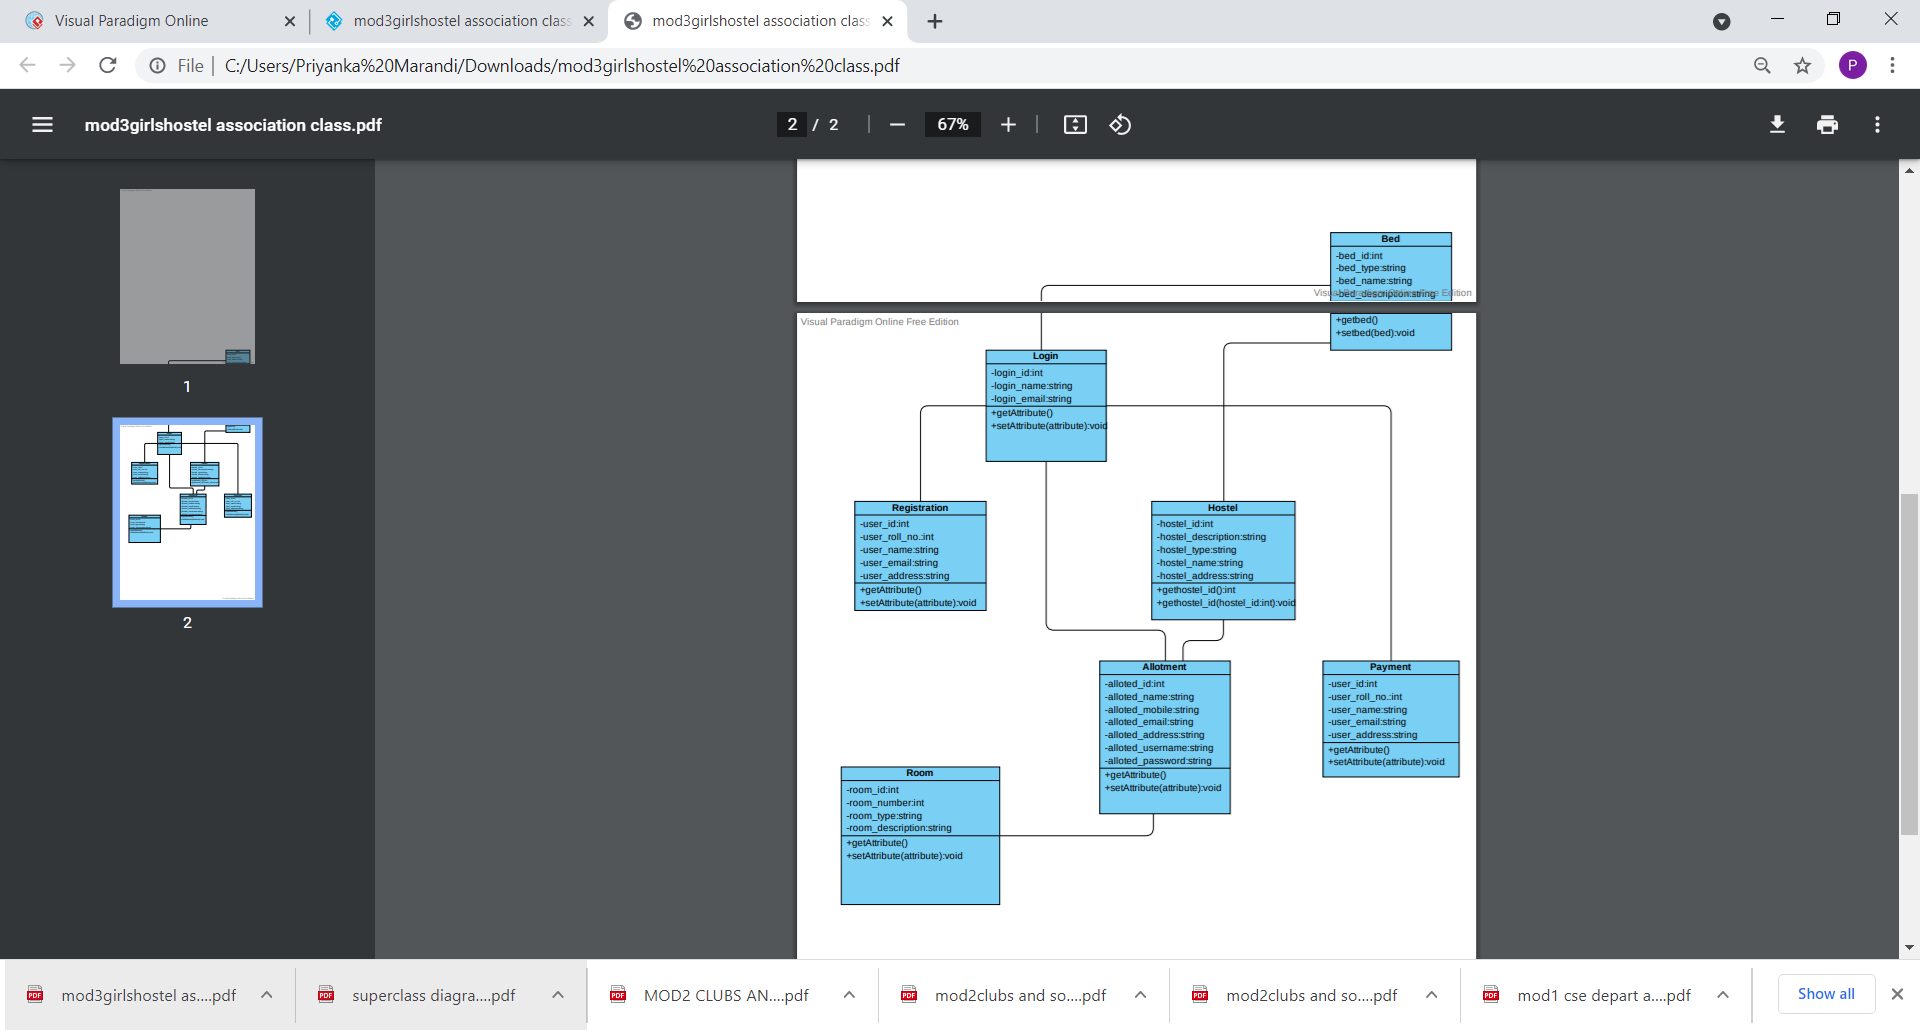 Visual Paradigm Online
mod3girlshostel association class
mod3girlshostel association class
File
C:/Users/Priyanka%20Marandi/Downloads/mod3girlshostel%20association%20class.pdf
P
mod3girlshostel association class.pdf
2 / 2
67%
1
2
Bed
-bed_id:int
-bed_type:string
-bed_name:string
-bed_description:string
Visual Paradigm Online Free Edition
Visual Paradigm Online Free Edition
+getbed()
+setbed(bed):void
Login
-login_id:int
-login_name:string
-login_email:string
+getAttribute()
+setAttribute(attribute):void
Registration
-user_id:int
-user_roll_no.:int
-user_name:string
-user_email:string
-user_address:string
+getAttribute()
+setAttribute(attribute):void
Hostel
-hostel_id:int
-hostel_description:string
-hostel_type:string
-hostel_name:string
-hostel_address:string
+gethostel_id():int
+gethostel_id(hostel_id:int):void
Allotment
-alloted_id:int
-alloted_name:string
-alloted_mobile:string
-alloted_email:string
-alloted_address:string
-alloted_username:string
-alloted_password:string
+getAttribute()
+setAttribute(attribute):void
Payment
-user_id:int
-user_roll_no.:int
-user_name:string
-user_email:string
-user_address:string
+getAttribute()
+setAttribute(attribute):void
Room
-room_id:int
-room_number:int
-room_type:string
-room_description:string
+getAttribute()
+setAttribute(attribute):void
mod3girlshostel as....pdf
superclass diagra....pdf
MOD2 CLUBS AN....pdf
mod2clubs and so....pdf
mod2clubs and so....pdf
mod1 cse depart a....pdf
Show all